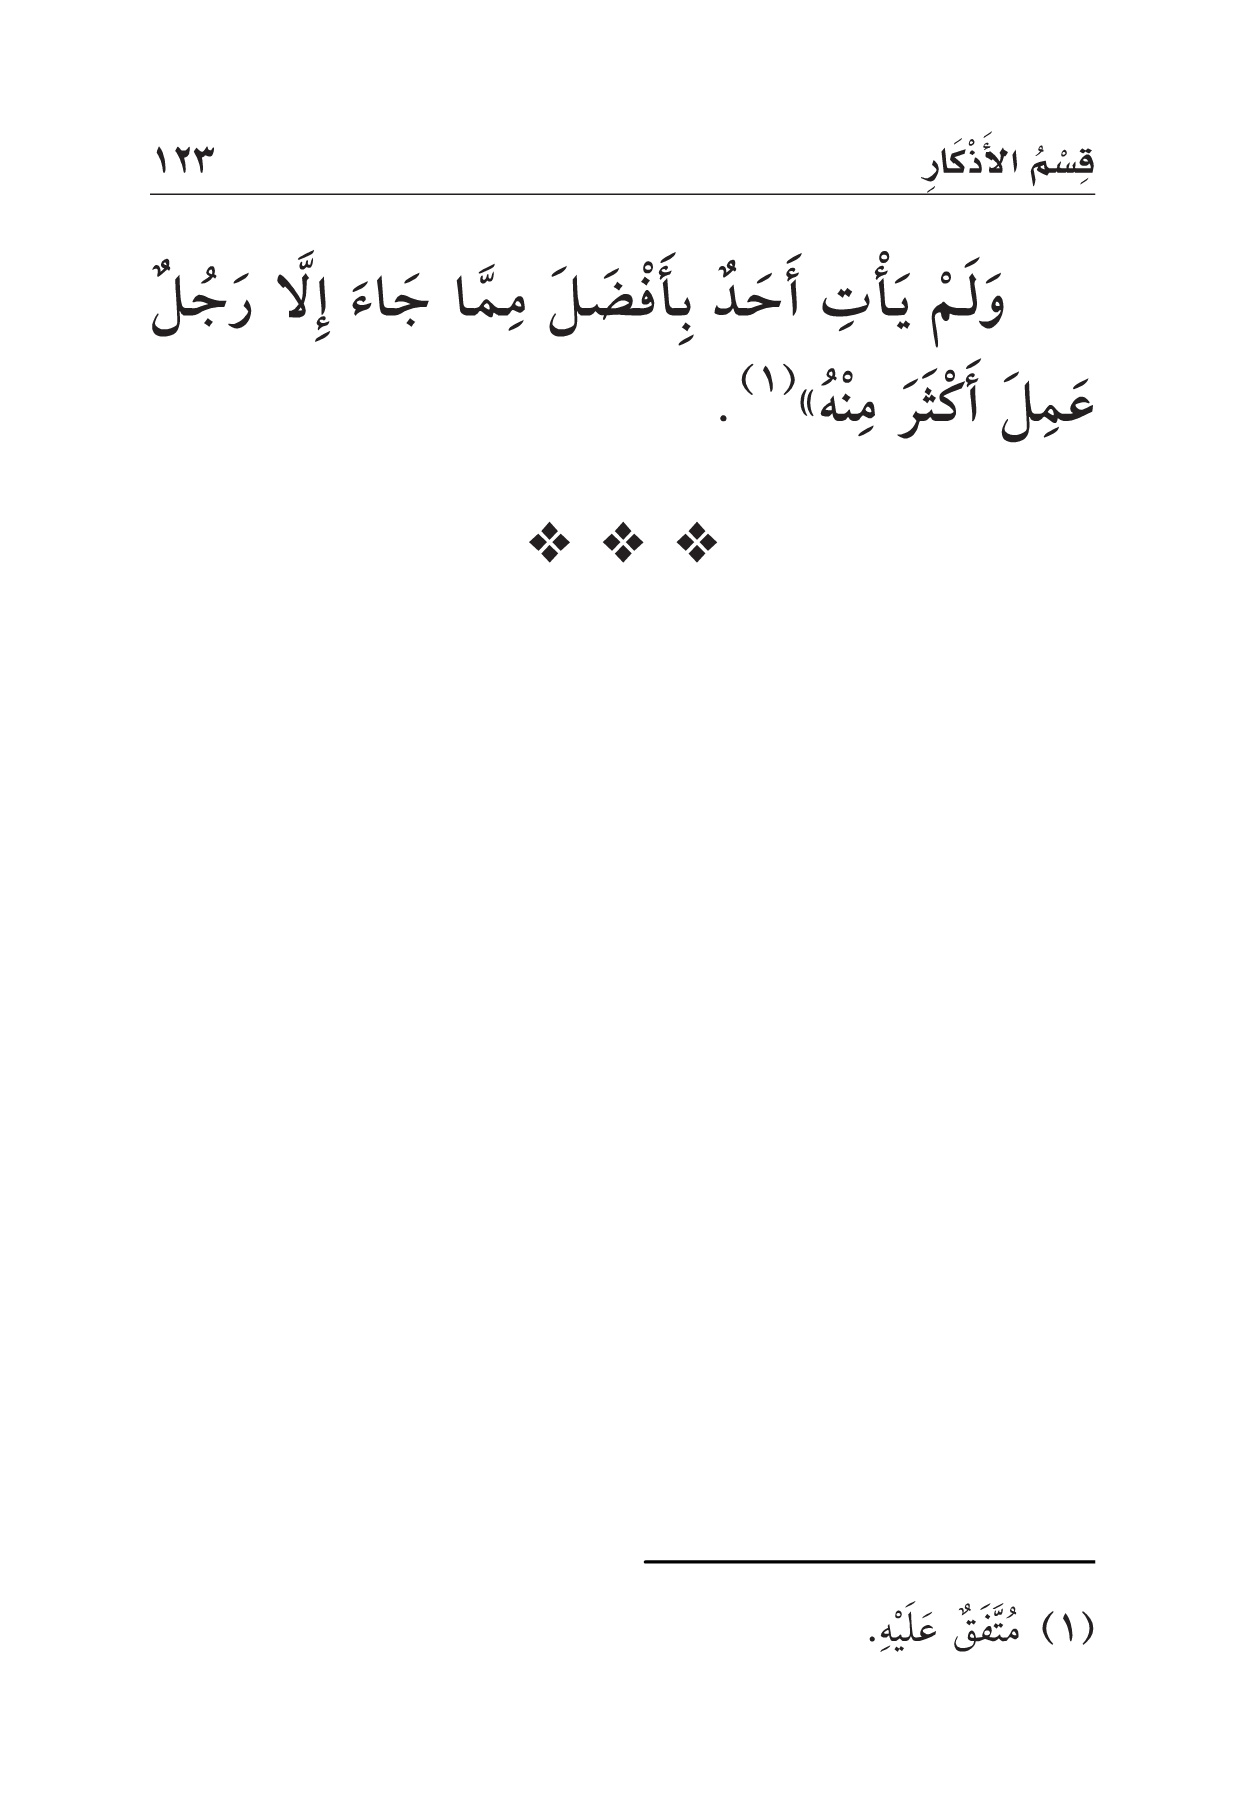 قِسْمُ الأَذْكَارِ ١٢٣
وَلَمْ يَأْتِ أَحَدٌ بِأَفْضَلَ مِمَّا جَاءَ إِلَّا رَجُلٌ
عَمِلَ أَكْثَرَ مِنْهُ»(١).
❖ ❖ ❖
(١) مُتَّفَقٌ عَلَيْهِ.